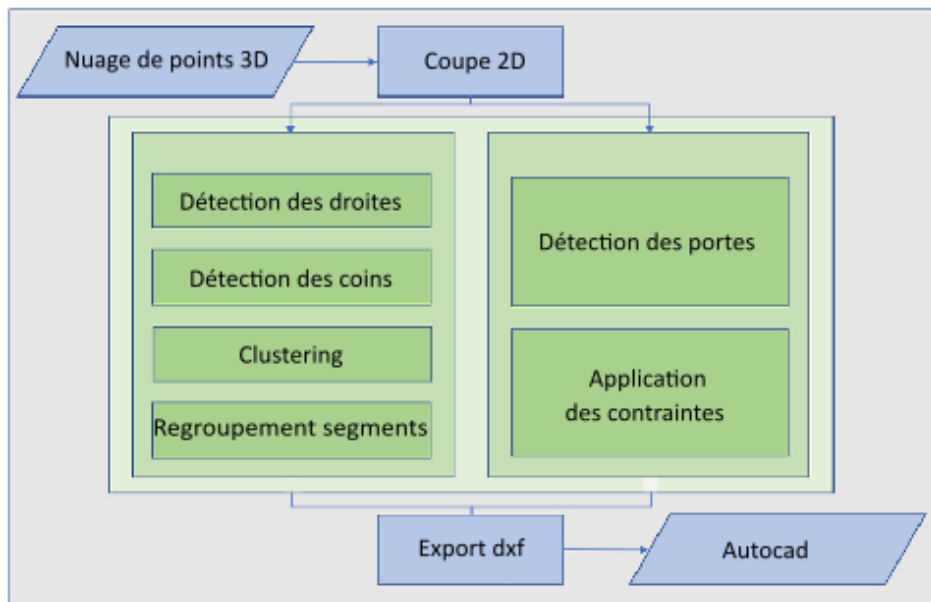 Nuage de points 3D
Coupe 2D
Détection des droites
Détection des coins
Clustering
Regroupement segments
Détection des portes
Application
des contraintes
Export dxf
Autocad